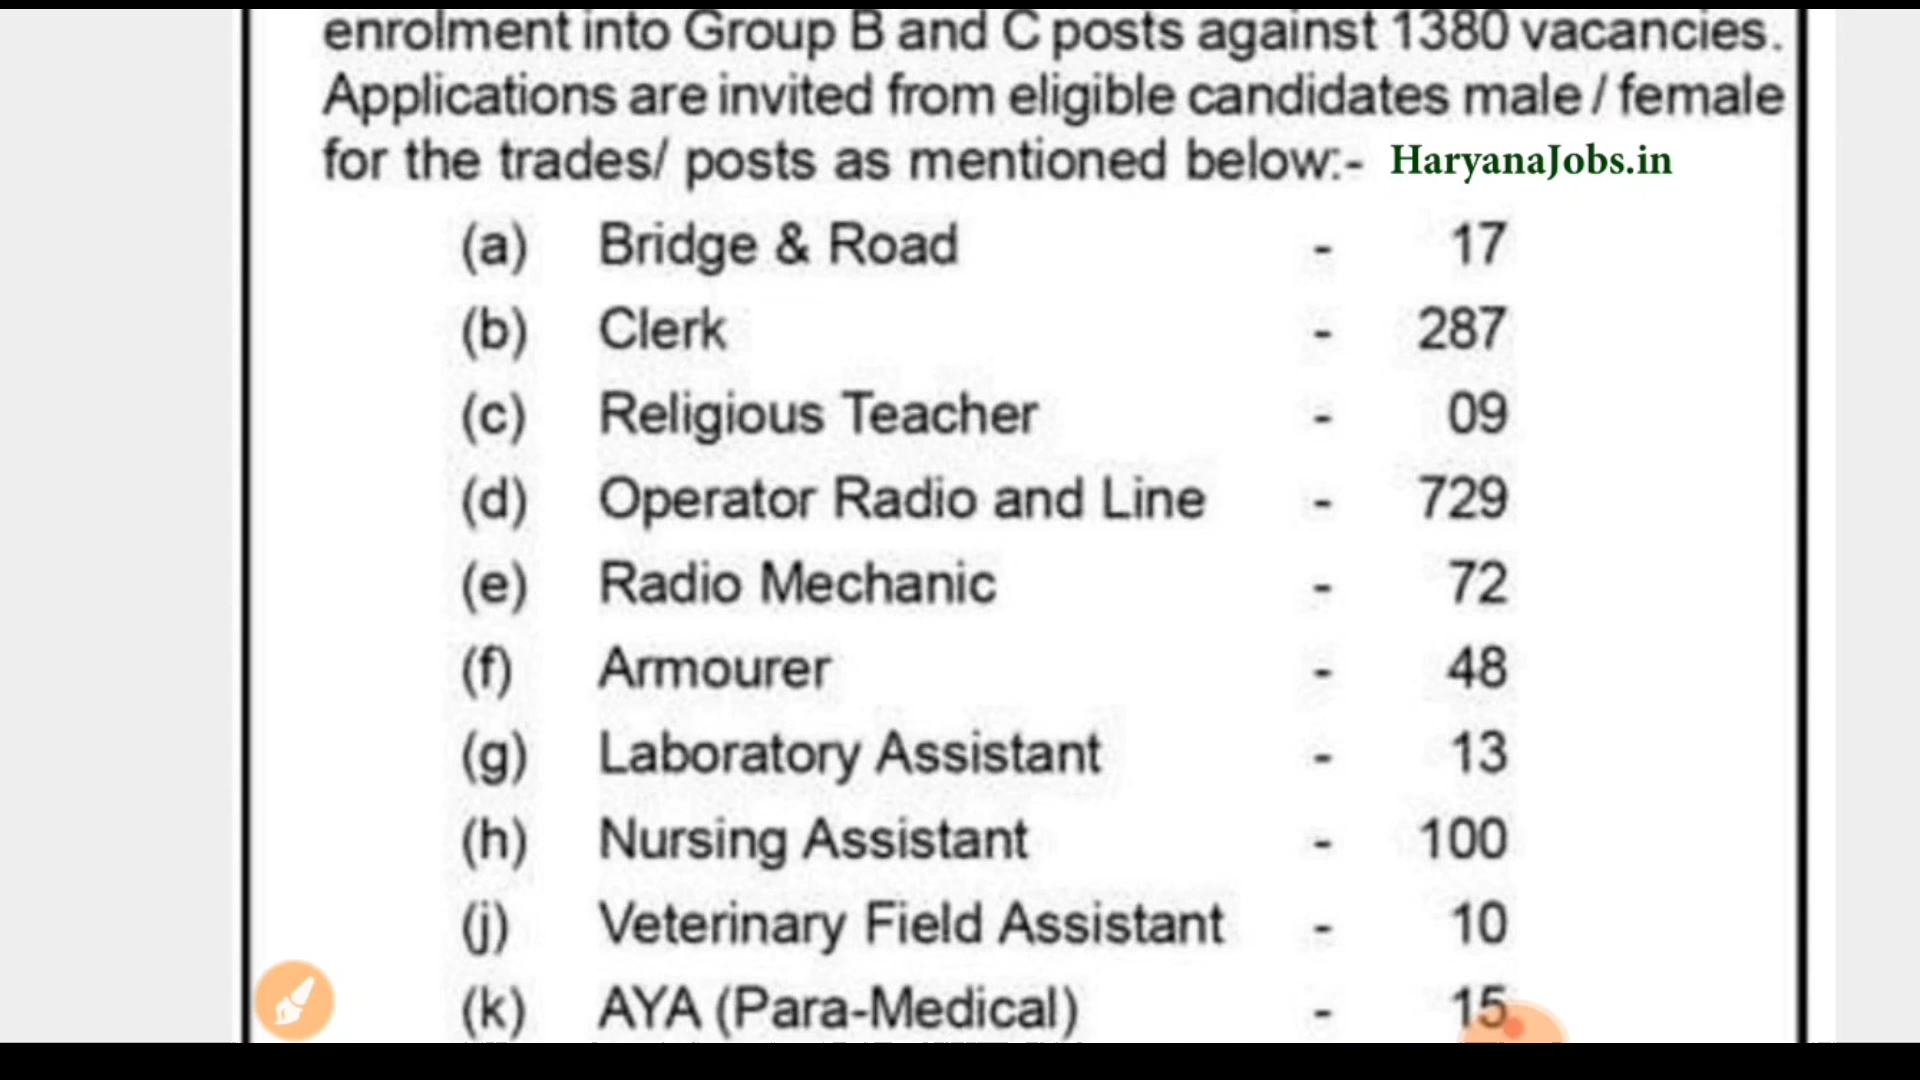 enrolment into Group B and C posts against 1380 vacancies.
Applications are invited from eligible candidates male / female
for the trades/ posts as mentioned below:- HaryanaJobs.in
(a) Bridge & Road - 17
(b) Clerk - 287
(c) Religious Teacher - 09
(d) Operator Radio and Line - 729
(e) Radio Mechanic - 72
(f) Armourer - 48
(g) Laboratory Assistant - 13
(h) Nursing Assistant - 100
(j) Veterinary Field Assistant - 10
(k) AYA (Para-Medical) - 15